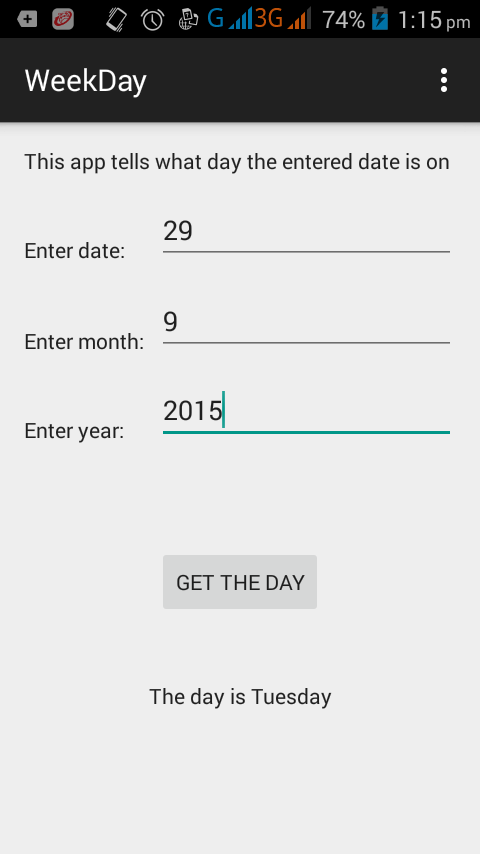 G 3G 74% 1:15 pm
WeekDay
This app tells what day the entered date is on
Enter date: 29
Enter month: 9
Enter year: 2015
GET THE DAY
The day is Tuesday